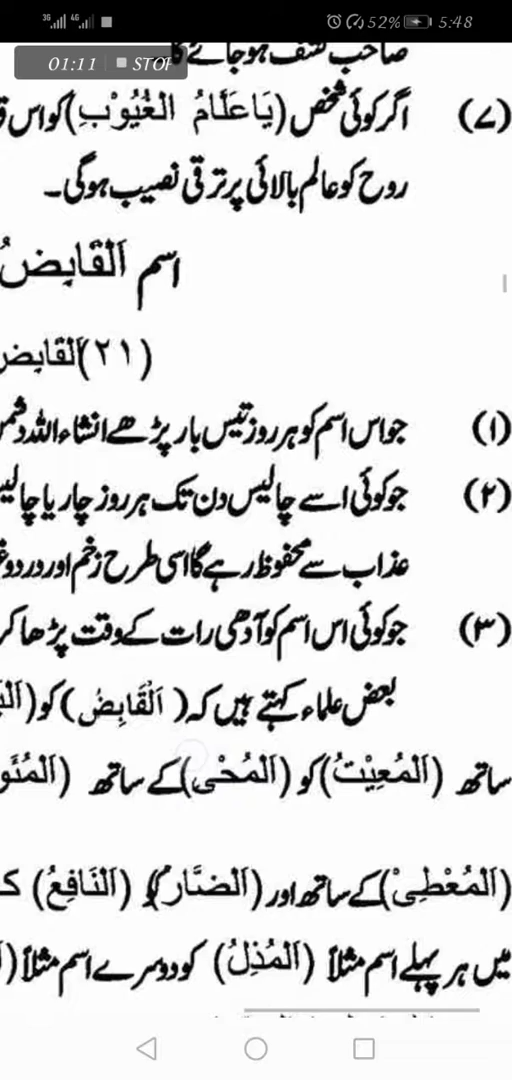 3G 4G 52% 5:48
01:11 STOP
صاحب کشف ہو جائے گا
(۷) اگر کوئی شخص (یَاعَلَّامُ الْغُیُوْبِ) کو اس
روح کو عالم بالائی پر ترقی نصیب ہوگی۔
اسم اَلْقَابِضُ
(۲۱) اَلْقَابِضُ
(۱) جو اس اسم کو ہر روز تیس بار پڑھے انشاء اللہ
(۲) جو کوئی اسے چالیس دن تک ہر روز چار یا
عذاب سے محفوظ رہے گا اسی طرح زخم اور درد
(۳) جو کوئی اس اسم کو آدھی رات کے وقت پڑھا
بعض علماء کہتے ہیں کہ (اَلْقَابِضُ) کو
ساتھ (اَلْمُمِیْتُ) کو (اَلْمُحْیِ) کے ساتھ
(اَلْمُعْطِیْ) کے ساتھ اور (اَلضَّارُ) کو (اَلنَّافِعُ)
میں ہر پہلے اسم مثلاً (اَلْمُذِلُ) کو دوسرے اسم مثلاً